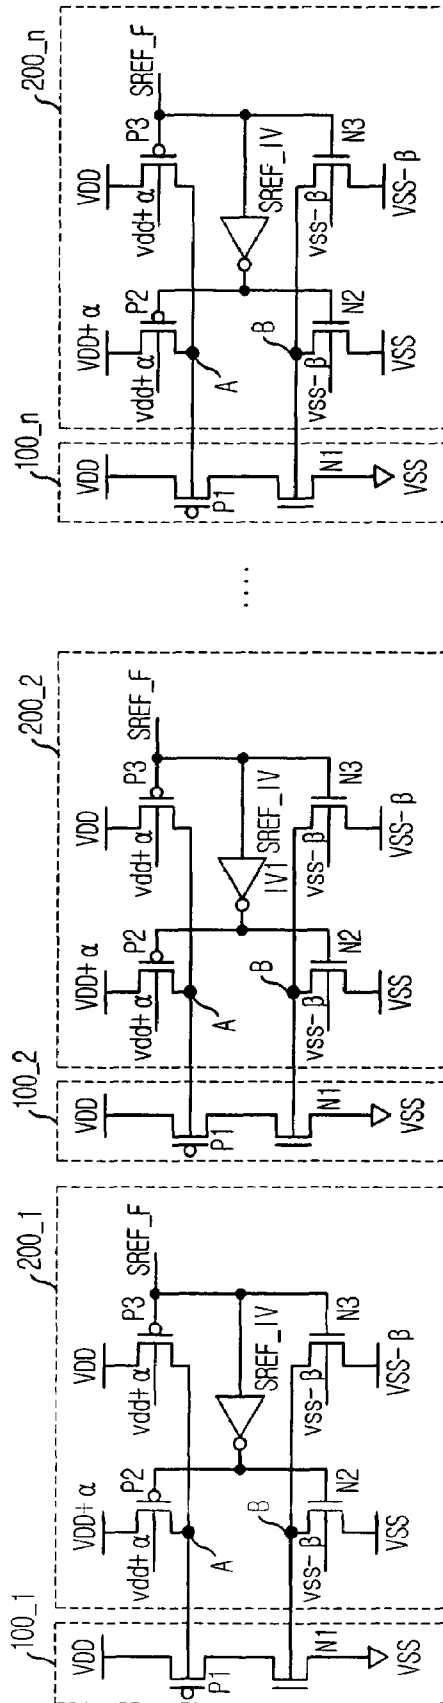 100_1
VDD
P1
N1
VSS
200_1
VDD+α
vdd+α
P2
A
VDD
vdd+α
P3
SREF_F
SREF_IV
B
vss-β
N2
VSS
vss-β
N3
VSS-β
100_2
VDD
P1
N1
VSS
200_2
VDD+α
vdd+α
P2
A
VDD
vdd+α
P3
SREF_F
IV1
SREF_IV
B
vss-β
N2
VSS
vss-β
N3
VSS-β
.....
100_n
VDD
P1
N1
VSS
200_n
VDD+α
vdd+α
P2
A
VDD
vdd+α
P3
SREF_F
SREF_IV
B
vss-β
N2
VSS
vss-β
N3
VSS-β